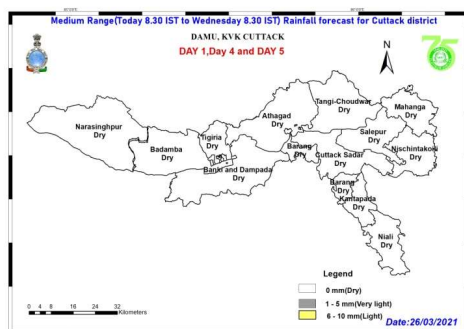 Medium Range(Today 8.30 IST to Wednesday 8.30 IST) Rainfall forecast for Cuttack district
DAMU, KVK CUTTACK
DAY 1,Day 4 and DAY 5
N
75
Tangi-Choudwar
Dry
Athagad
Dry
Mahanga
Dry
Narasinghpur
Dry
Tigiria
Dry
Salepur
Dry
Badamba
Dry
Barang
Dry
Nischintakoili
Dry
Cuttack Sadar
Dry
Banki and Dampada
Dry
Barang
Dry
Kantapada
Dry
Niali
Dry
Legend
0 mm(Dry)
1 - 5 mm(Very light)
6 - 10 mm(Light)
0 4 8 16 24 32
Kilometers
Date:26/03/2021